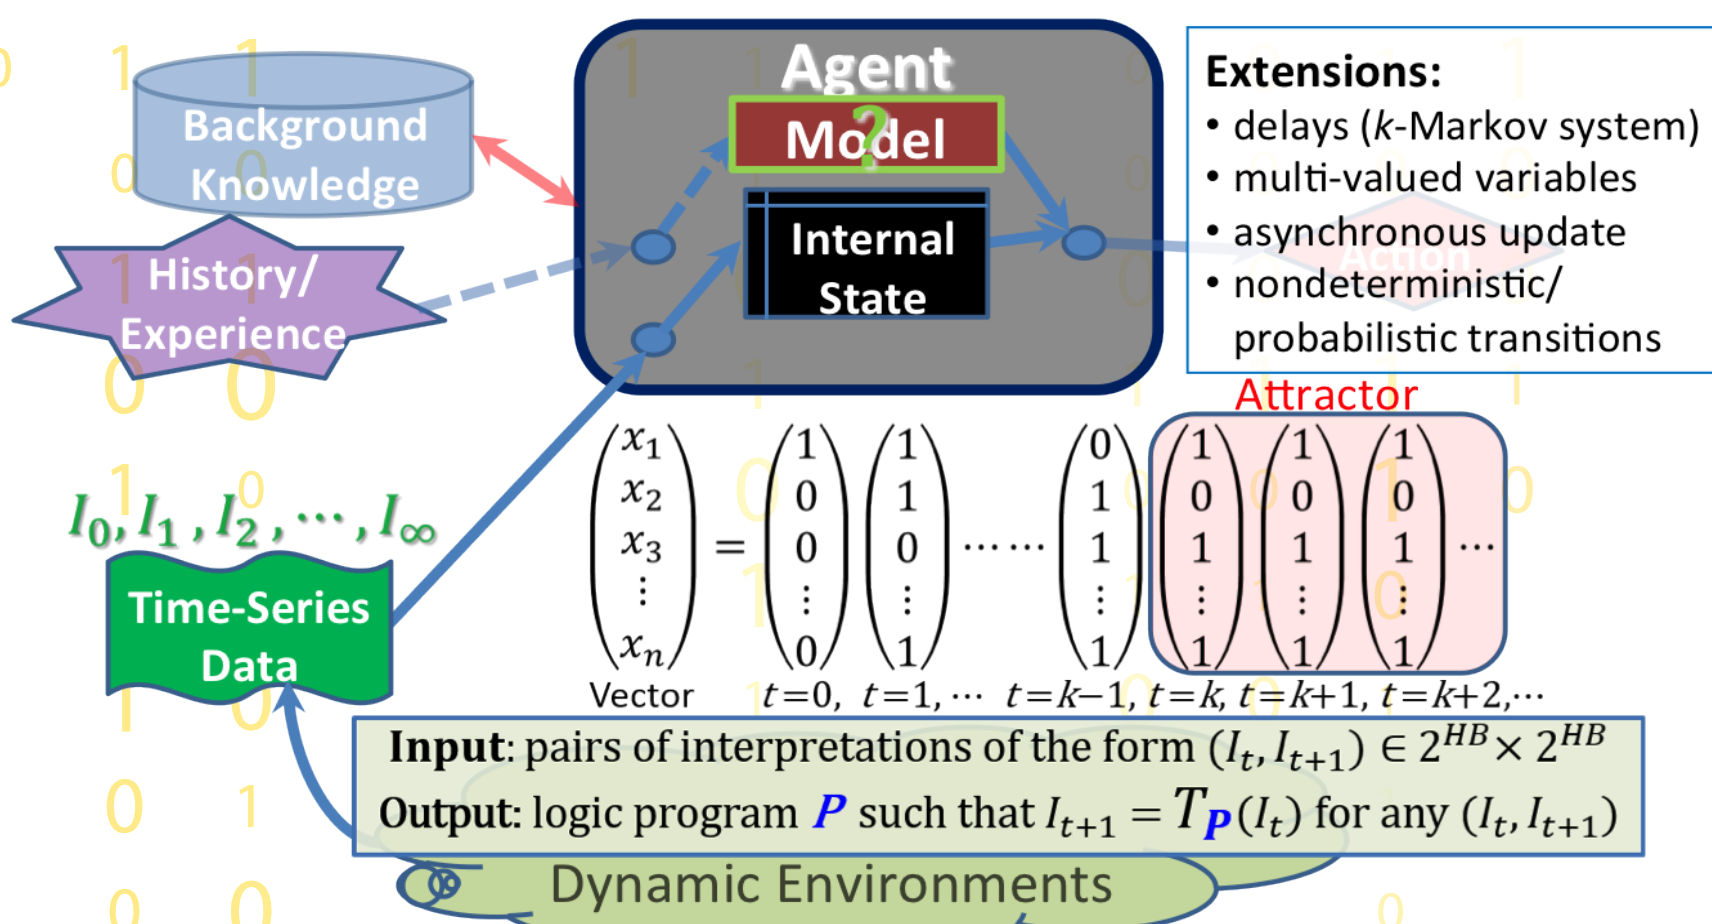 Agent
Model
?
Background
Knowledge
History/
Experience
Internal
State
Extensions:
• delays (k-Markov system)
• multi-valued variables
• asynchronous update
• nondeterministic/
probabilistic transitions
Action
Attractor
I₀, I₁ , I₂ , ⋯ , I∞
Time-Series
Data
x₁ 1 1 0 1 1 1
x₂ 0 1 1 0 0 0
x₃ = 0 0 ⋯⋯ 1 1 1 1 ⋯
⋮ ⋮ ⋮ ⋮ ⋮ ⋮ ⋮
xₙ 0 1 1 1 1 1
Vector t=0, t=1, ⋯ t=k−1, t=k, t=k+1, t=k+2,⋯
Input: pairs of interpretations of the form (Iₜ, Iₜ₊₁) ∈ 2^HB × 2^HB
Output: logic program P such that Iₜ₊₁ = T_P(Iₜ) for any (Iₜ, Iₜ₊₁)
Dynamic Environments